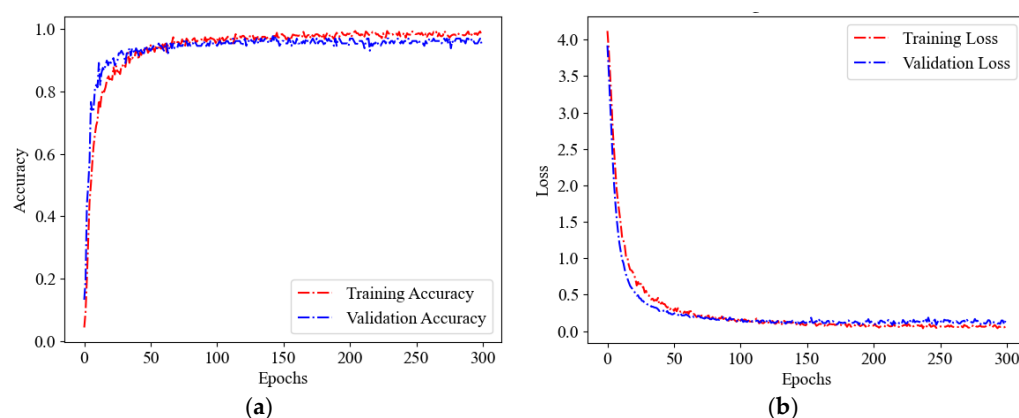 1.0
0.8
0.6
0.4
0.2
0.0
Accuracy
Training Accuracy
Validation Accuracy
0 50 100 150 200 250 300
Epochs
(a)
4.0
3.5
3.0
2.5
2.0
1.5
1.0
0.5
0.0
Loss
Training Loss
Validation Loss
0 50 100 150 200 250 300
Epochs
(b)